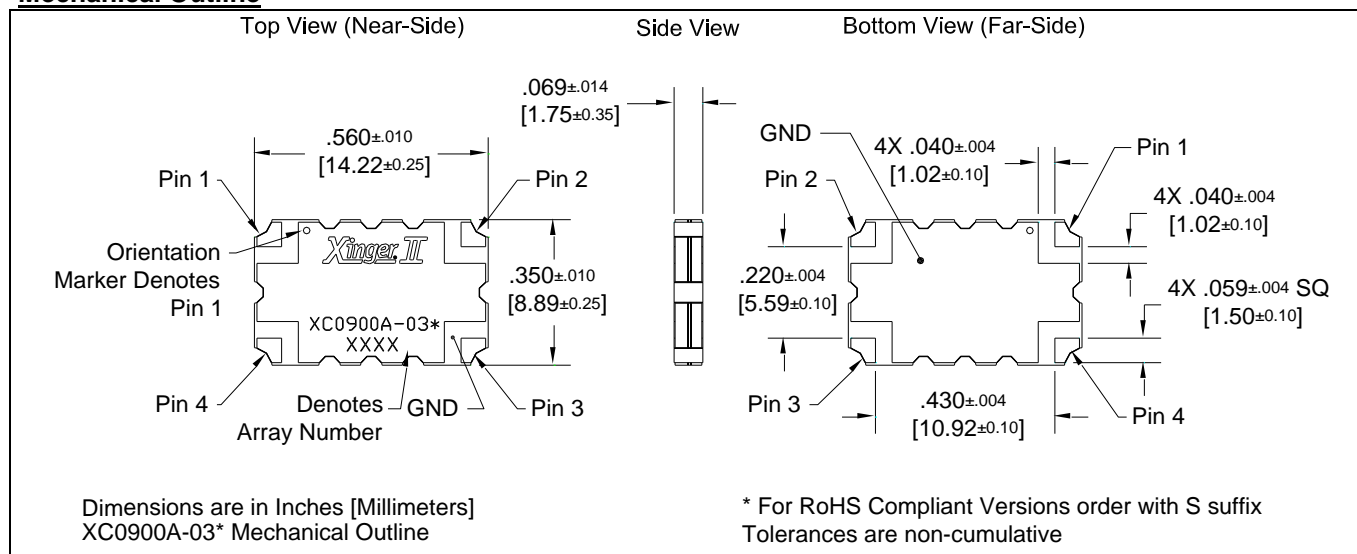 Mechanical Outline
Top View (Near-Side)
Side View
Bottom View (Far-Side)
.560±.010
[14.22±0.25]
Pin 1
Pin 2
Orientation
Marker Denotes
Pin 1
Xinger II
XC0900A-03*
XXXX
.350±.010
[8.89±0.25]
Pin 4
Denotes
Array Number
GND
Pin 3
.069±.014
[1.75±0.35]
GND
4X .040±.004
[1.02±0.10]
Pin 1
Pin 2
4X .040±.004
[1.02±0.10]
.220±.004
[5.59±0.10]
4X .059±.004 SQ
[1.50±0.10]
Pin 3
.430±.004
[10.92±0.10]
Pin 4
Dimensions are in Inches [Millimeters]
XC0900A-03* Mechanical Outline
* For RoHS Compliant Versions order with S suffix
Tolerances are non-cumulative